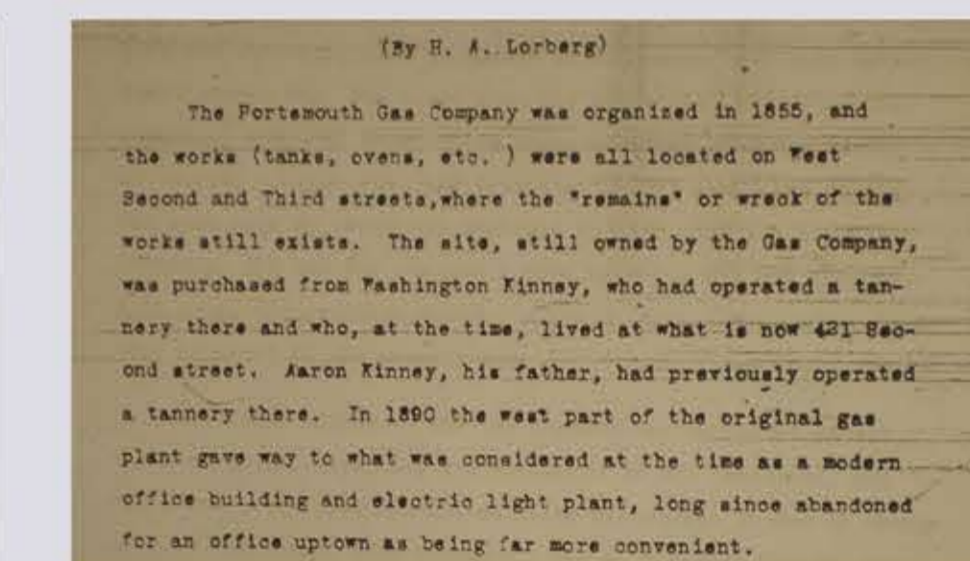 (By H. A. Lorberg)
The Portsmouth Gas Company was organized in 1855, and
the works (tanks, ovens, etc. ) were all located on West
Second and Third streets,where the "remains" or wreck of the
works still exists. The site, still owned by the Gas Company,
was purchased from Washington Kinney, who had operated a tan-
nery there and who, at the time, lived at what is now 431 Sec-
ond street. Aaron Kinney, his father, had previously operated
a tannery there. In 1890 the west part of the original gas
plant gave way to what was considered at the time as a modern
office building and electric light plant, long since abandoned
for an office uptown as being far more convenient.